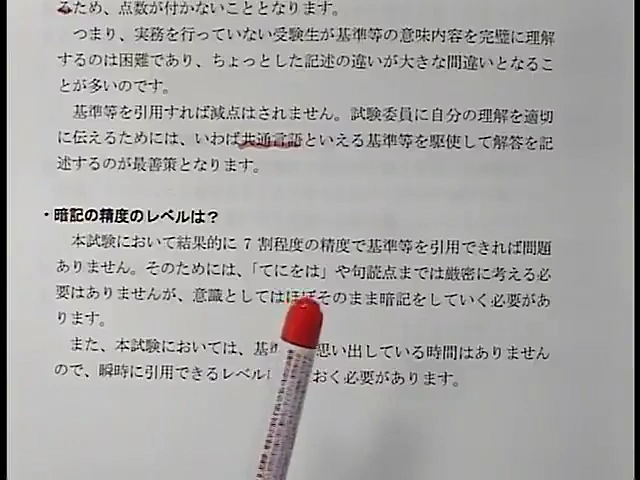 るため、点数が付かないこととなります。
つまり、実務を行っていない受験生が基準等の意味内容を完璧に理解
するのは困難であり、ちょっとした記述の違いが大きな間違いとなるこ
とが多いのです。
基準等を引用すれば減点はされません。試験委員に自分の理解を適切
に伝えるためには、いわば共通言語といえる基準等を駆使して解答を記
述するのが最善策となります。
・暗記の精度のレベルは?
本試験において結果的に 7 割程度の精度で基準等を引用できれば問題
ありません。そのためには、「てにをは」や句読点までは厳密に考える必
要はありませんが、意識としてはほぼそのまま暗記をしていく必要があ
ります。
また、本試験においては、基 思い出している時間はありません
ので、瞬時に引用できるレベル おく必要があります。